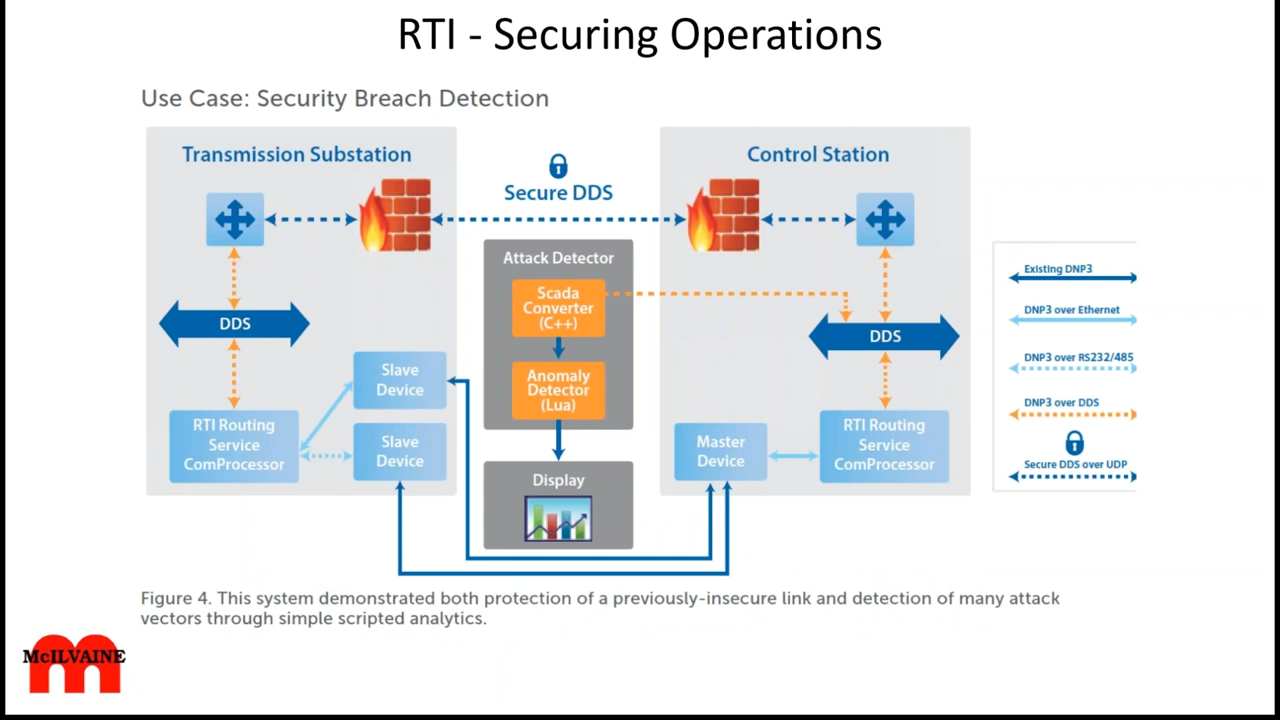 RTI - Securing Operations
Use Case: Security Breach Detection
Transmission Substation
Secure DDS
Control Station
Attack Detector
Scada
Converter
(C++)
Anomaly
Detector
(Lua)
Display
DDS
Slave
Device
Slave
Device
RTI Routing
Service
ComProcessor
DDS
Master
Device
RTI Routing
Service
ComProcessor
Existing DNP3
DNP3 over Ethernet
DNP3 over RS232/485
DNP3 over DDS
Secure DDS over UDP
Figure 4. This system demonstrated both protection of a previously-insecure link and detection of many attack
vectors through simple scripted analytics.
McILVAINE